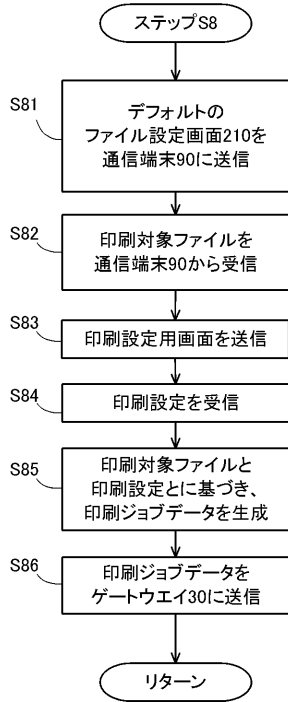 ステップS8
S81
デフォルトの
ファイル設定画面210を
通信端末90に送信
S82
印刷対象ファイルを
通信端末90から受信
S83
印刷設定用画面を送信
S84
印刷設定を受信
S85
印刷対象ファイルと
印刷設定とに基づき、
印刷ジョブデータを生成
S86
印刷ジョブデータを
ゲートウエイ30に送信
リターン